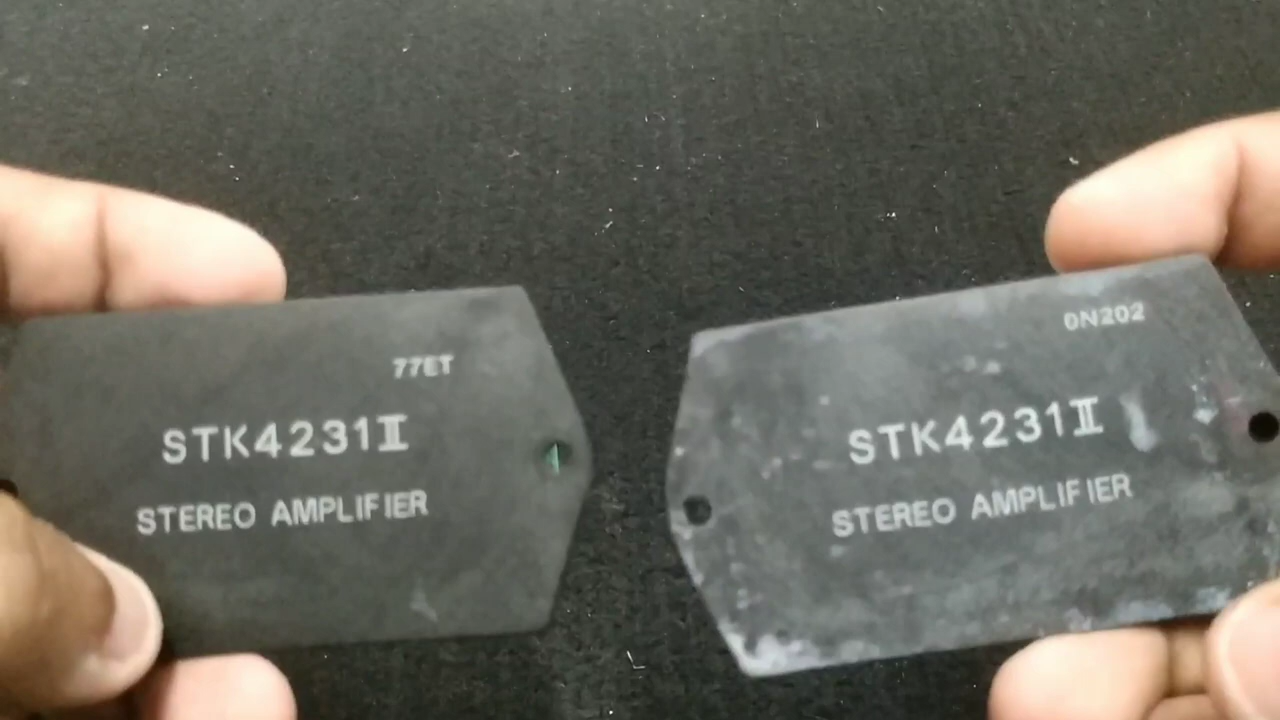 77ET
STK4231II
STEREO AMPLIFIER
0N202
STK4231II
STEREO AMPLIFIER